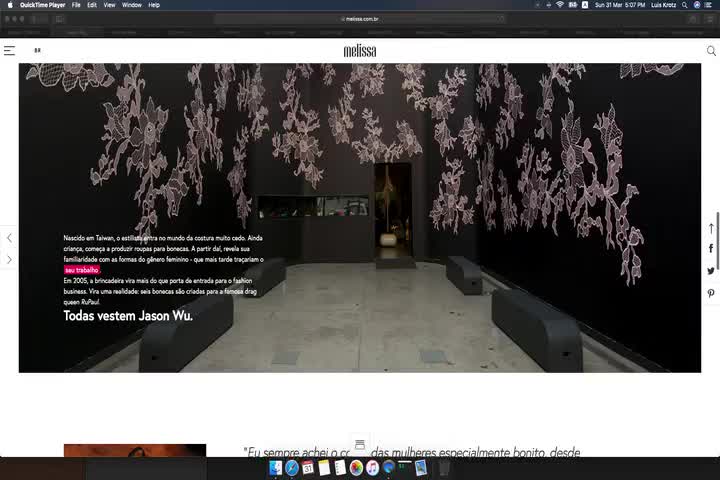 QuickTime Player File Edit View Window Help Sun 31 Mar 5:07 PM Luis Krotz
melissa.com.br
BR melissa
Nascido em Taiwan, o estilista entra no mundo da costura muito cedo. Ainda
criança, começa a produzir roupas para bonecas. A partir daí, revela sua
familiaridade com as formas do gênero feminino - que mais tarde traçariam o
seu trabalho.
Em 2005, a brincadeira vira mais do que porta de entrada para o fashion
business. Vira uma realidade: seis bonecas são criadas para a famosa drag
queen RuPaul.
Todas vestem Jason Wu.
"Eu sempre achei o das mulheres especialmente bonito, desde